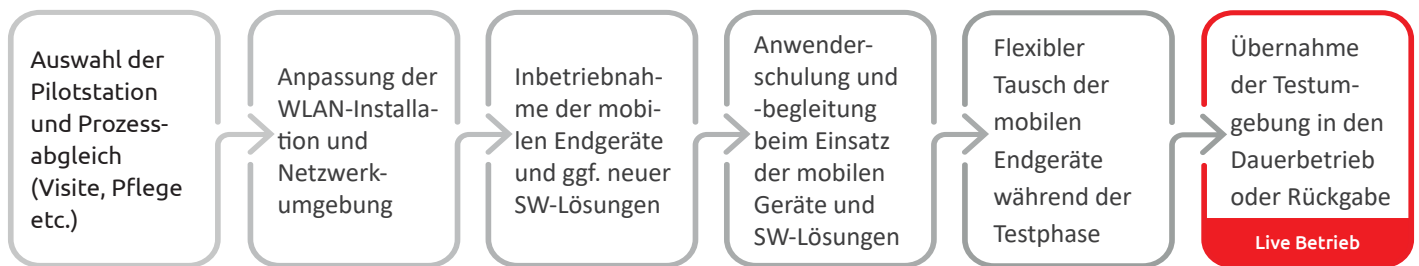 Auswahl der
Pilotstation
und Prozess-
abgleich
(Visite, Pflege
etc.)
Anpassung der
WLAN-Installa-
tion und
Netzwerk-
umgebung
Inbetriebnah-
me der mobi-
len Endgeräte
und ggf. neuer
SW-Lösungen
Anwender-
schulung und
-begleitung
beim Einsatz
der mobilen
Geräte und
SW-Lösungen
Flexibler
Tausch der
mobilen
Endgeräte
während der
Testphase
Übernahme
der Testum-
gebung in den
Dauerbetrieb
oder Rückgabe
Live Betrieb